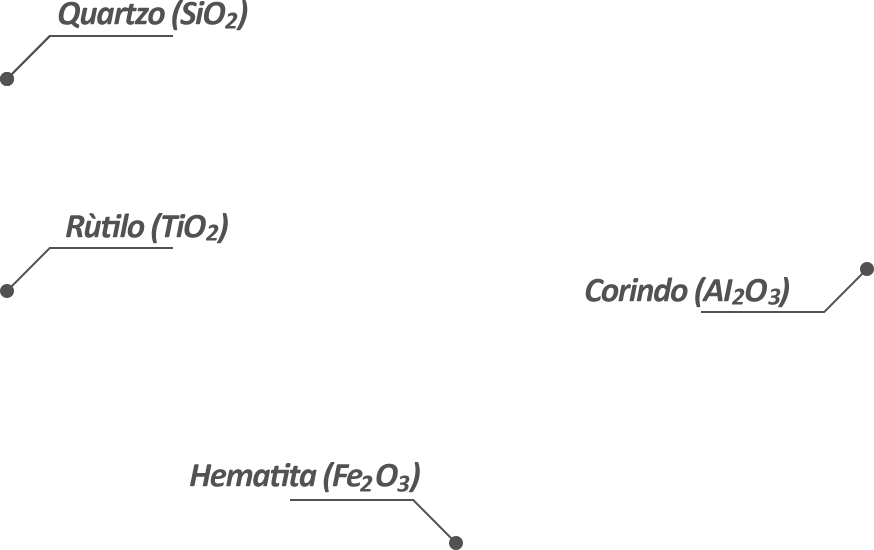 Quartzo (SiO₂)
Rùtilo (TiO₂)
Corindo (Al₂O₃)
Hematita (Fe₂O₃)